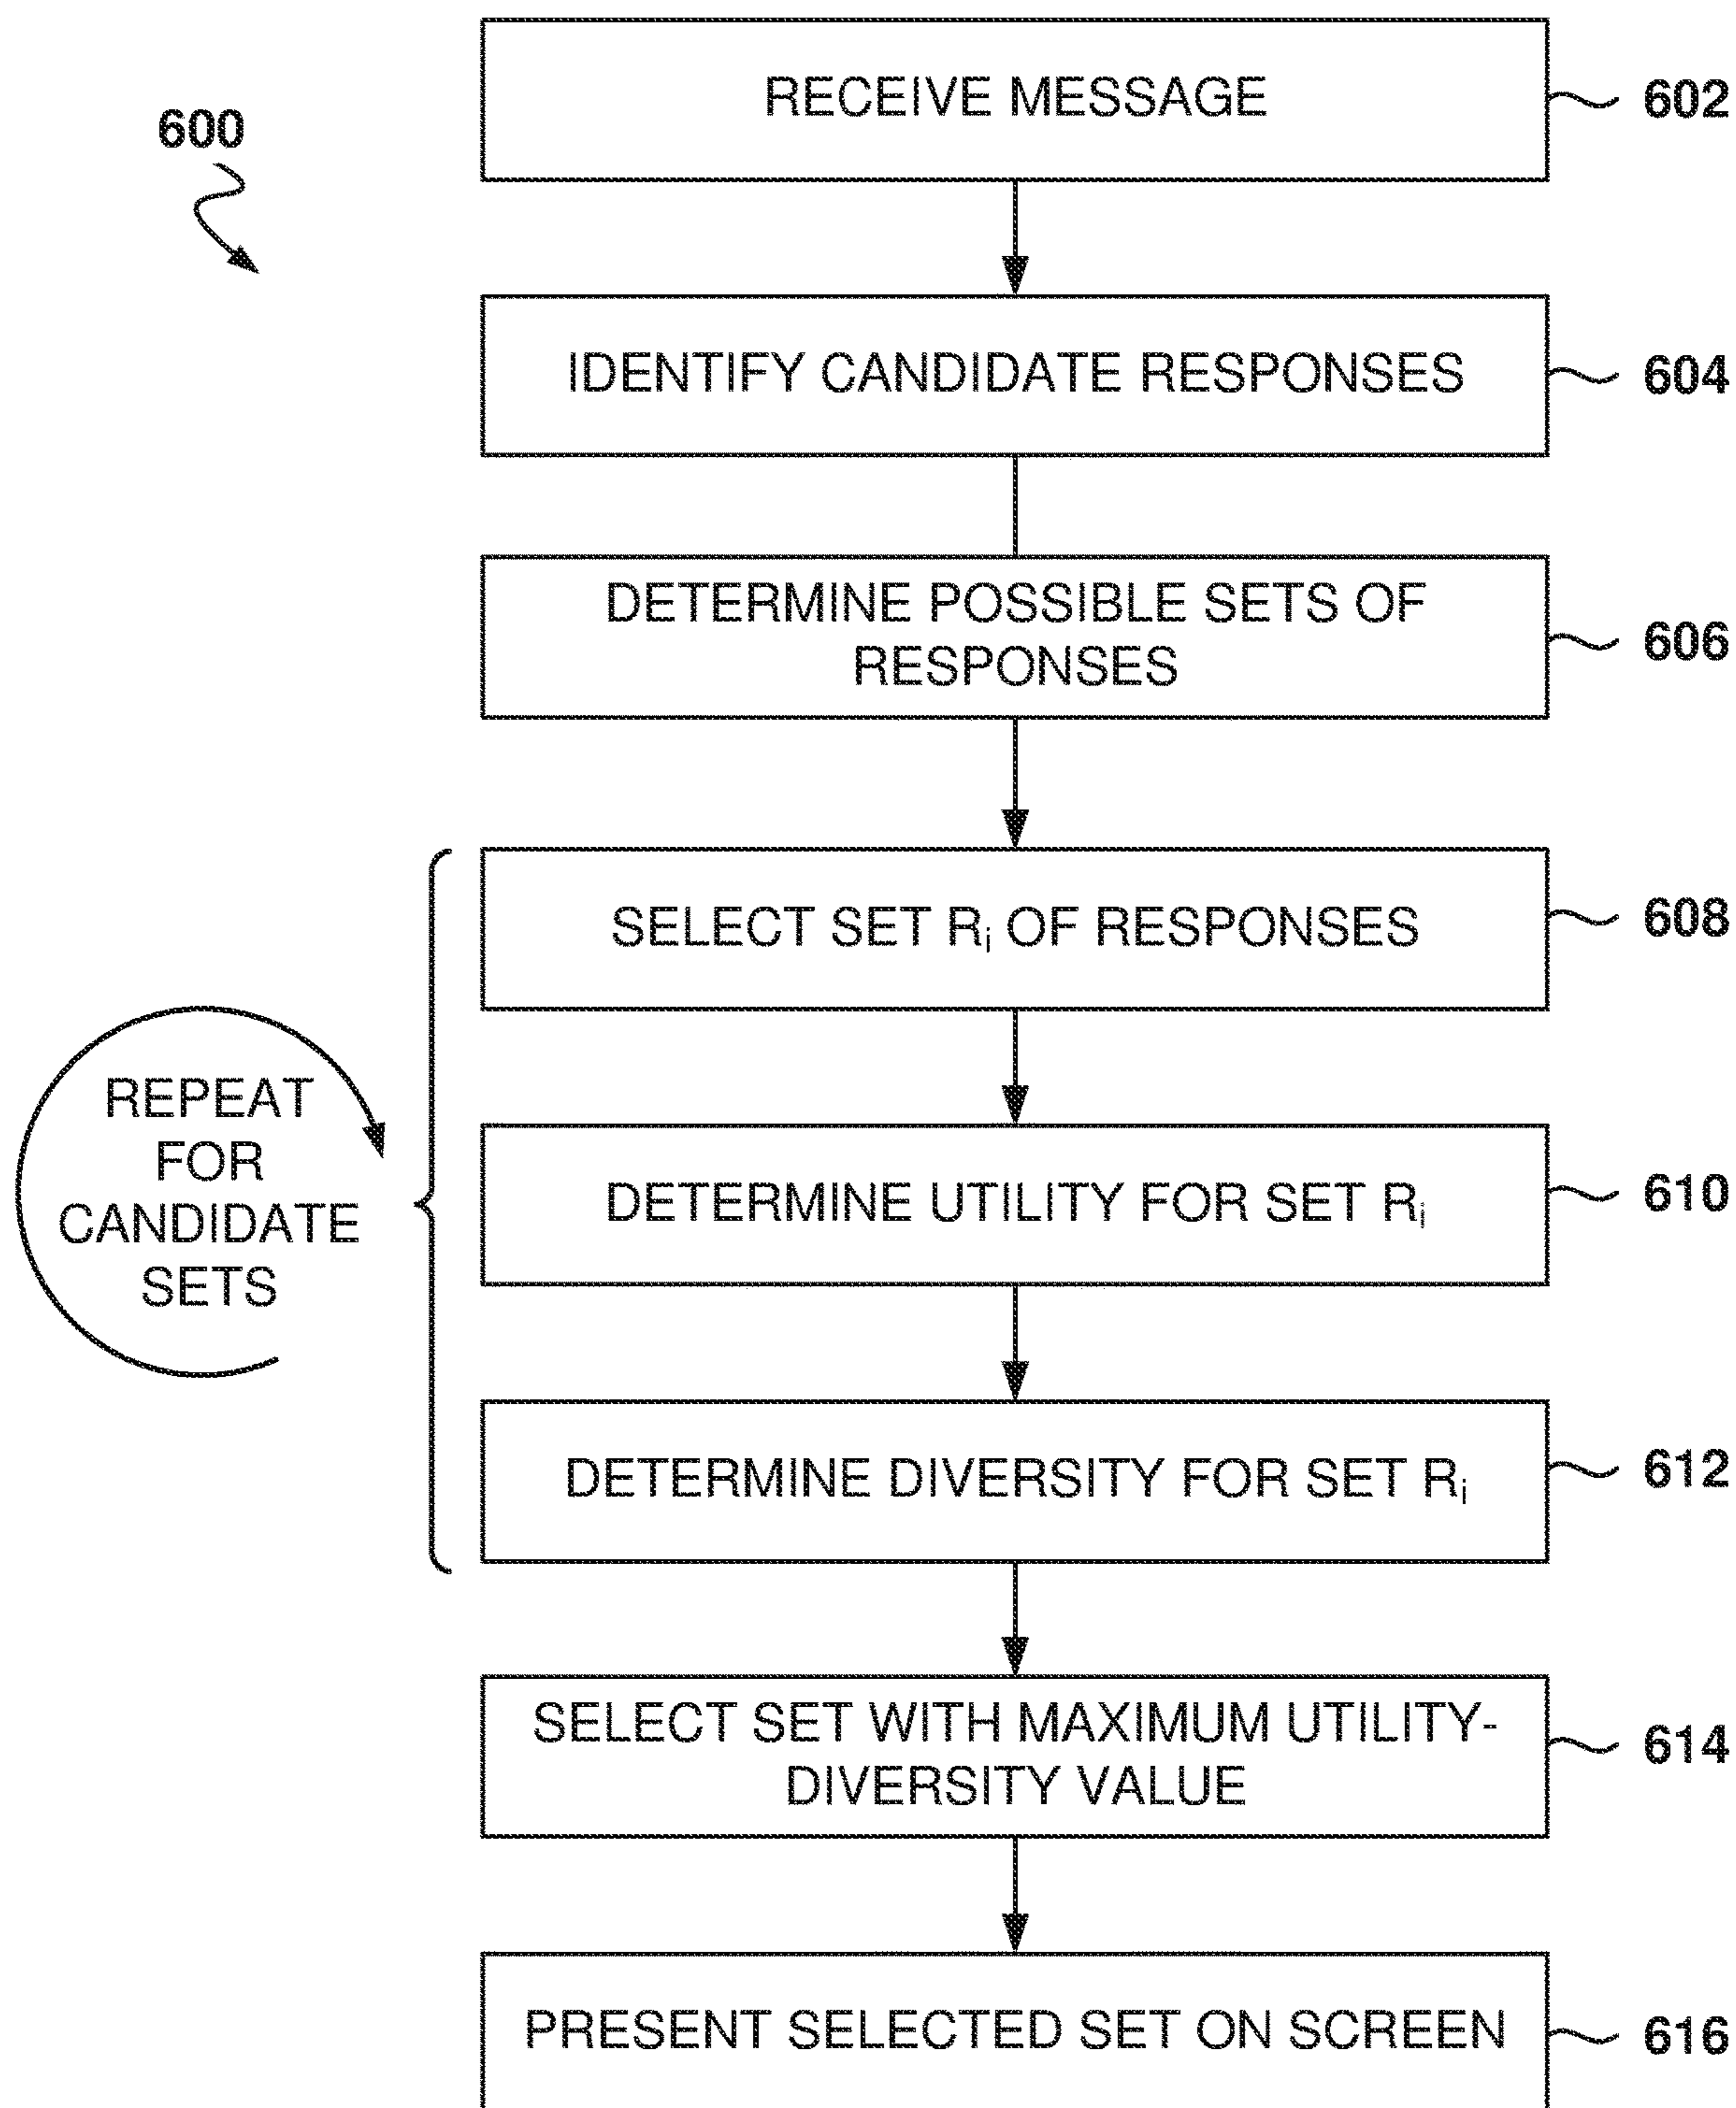 600
RECEIVE MESSAGE
602
IDENTIFY CANDIDATE RESPONSES
604
DETERMINE POSSIBLE SETS OF
RESPONSES
606
SELECT SET Ri OF RESPONSES
608
REPEAT
FOR
CANDIDATE
SETS
DETERMINE UTILITY FOR SET Ri
610
DETERMINE DIVERSITY FOR SET Ri
612
SELECT SET WITH MAXIMUM UTILITY-
DIVERSITY VALUE
614
PRESENT SELECTED SET ON SCREEN
616